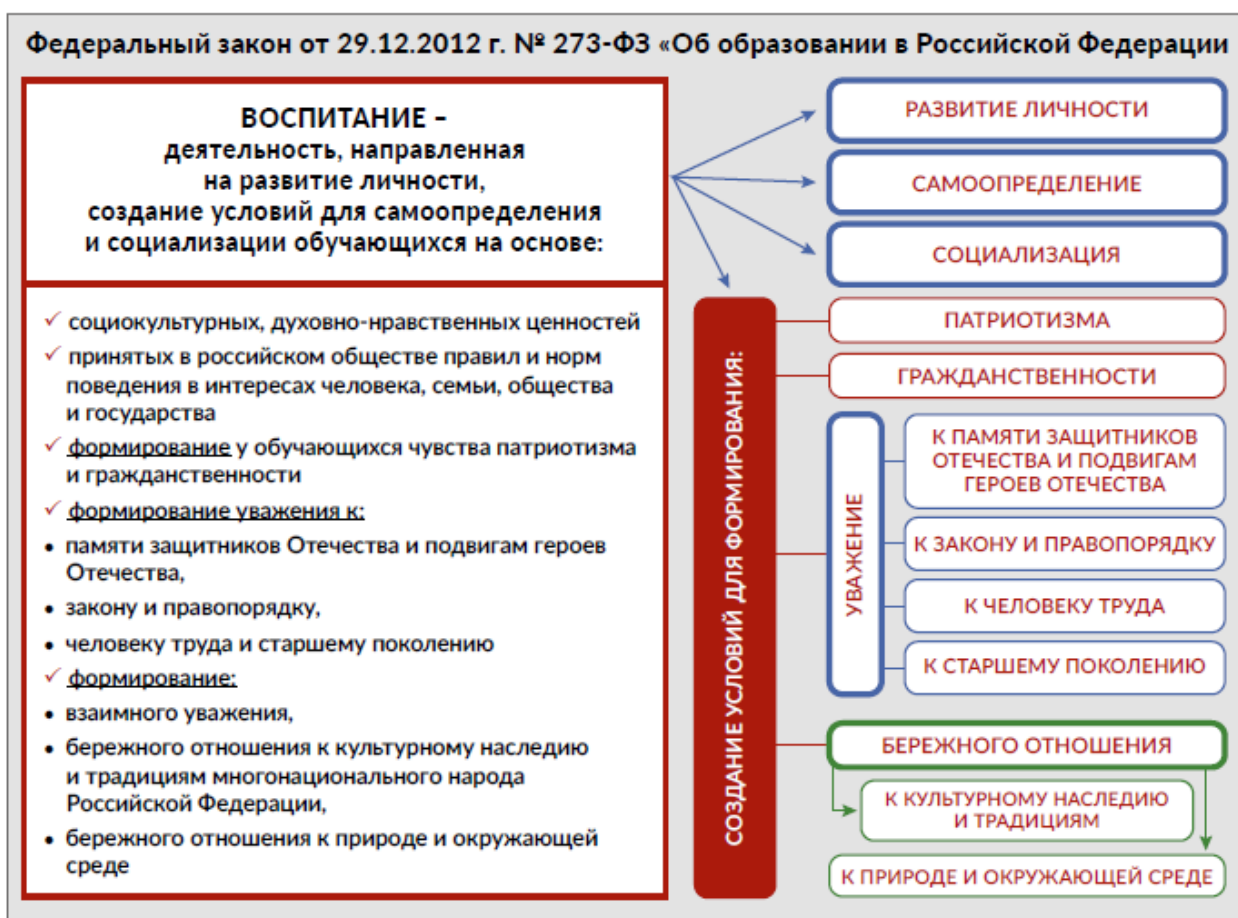 Федеральный закон от 29.12.2012 г. № 273-ФЗ «Об образовании в Российской Федерации
ВОСПИТАНИЕ –
деятельность, направленная
на развитие личности,
создание условий для самоопределения
и социализации обучающихся на основе:
✓ социокультурных, духовно-нравственных ценностей
✓ принятых в российском обществе правил и норм
поведения в интересах человека, семьи, общества
и государства
✓ формирование у обучающихся чувства патриотизма
и гражданственности
✓ формирование уважения к:
• памяти защитников Отечества и подвигам героев
Отечества,
• закону и правопорядку,
• человеку труда и старшему поколению
✓ формирование:
• взаимного уважения,
• бережного отношения к культурному наследию
и традициям многонационального народа
Российской Федерации,
• бережного отношения к природе и окружающей
среде
РАЗВИТИЕ ЛИЧНОСТИ
САМООПРЕДЕЛЕНИЕ
СОЦИАЛИЗАЦИЯ
СОЗДАНИЕ УСЛОВИЙ ДЛЯ ФОРМИРОВАНИЯ:
ПАТРИОТИЗМА
ГРАЖДАНСТВЕННОСТИ
УВАЖЕНИЕ
К ПАМЯТИ ЗАЩИТНИКОВ
ОТЕЧЕСТВА И ПОДВИГАМ
ГЕРОЕВ ОТЕЧЕСТВА
К ЗАКОНУ И ПРАВОПОРЯДКУ
К ЧЕЛОВЕКУ ТРУДА
К СТАРШЕМУ ПОКОЛЕНИЮ
БЕРЕЖНОГО ОТНОШЕНИЯ
К КУЛЬТУРНОМУ НАСЛЕДИЮ
И ТРАДИЦИЯМ
К ПРИРОДЕ И ОКРУЖАЮЩЕЙ СРЕДЕ